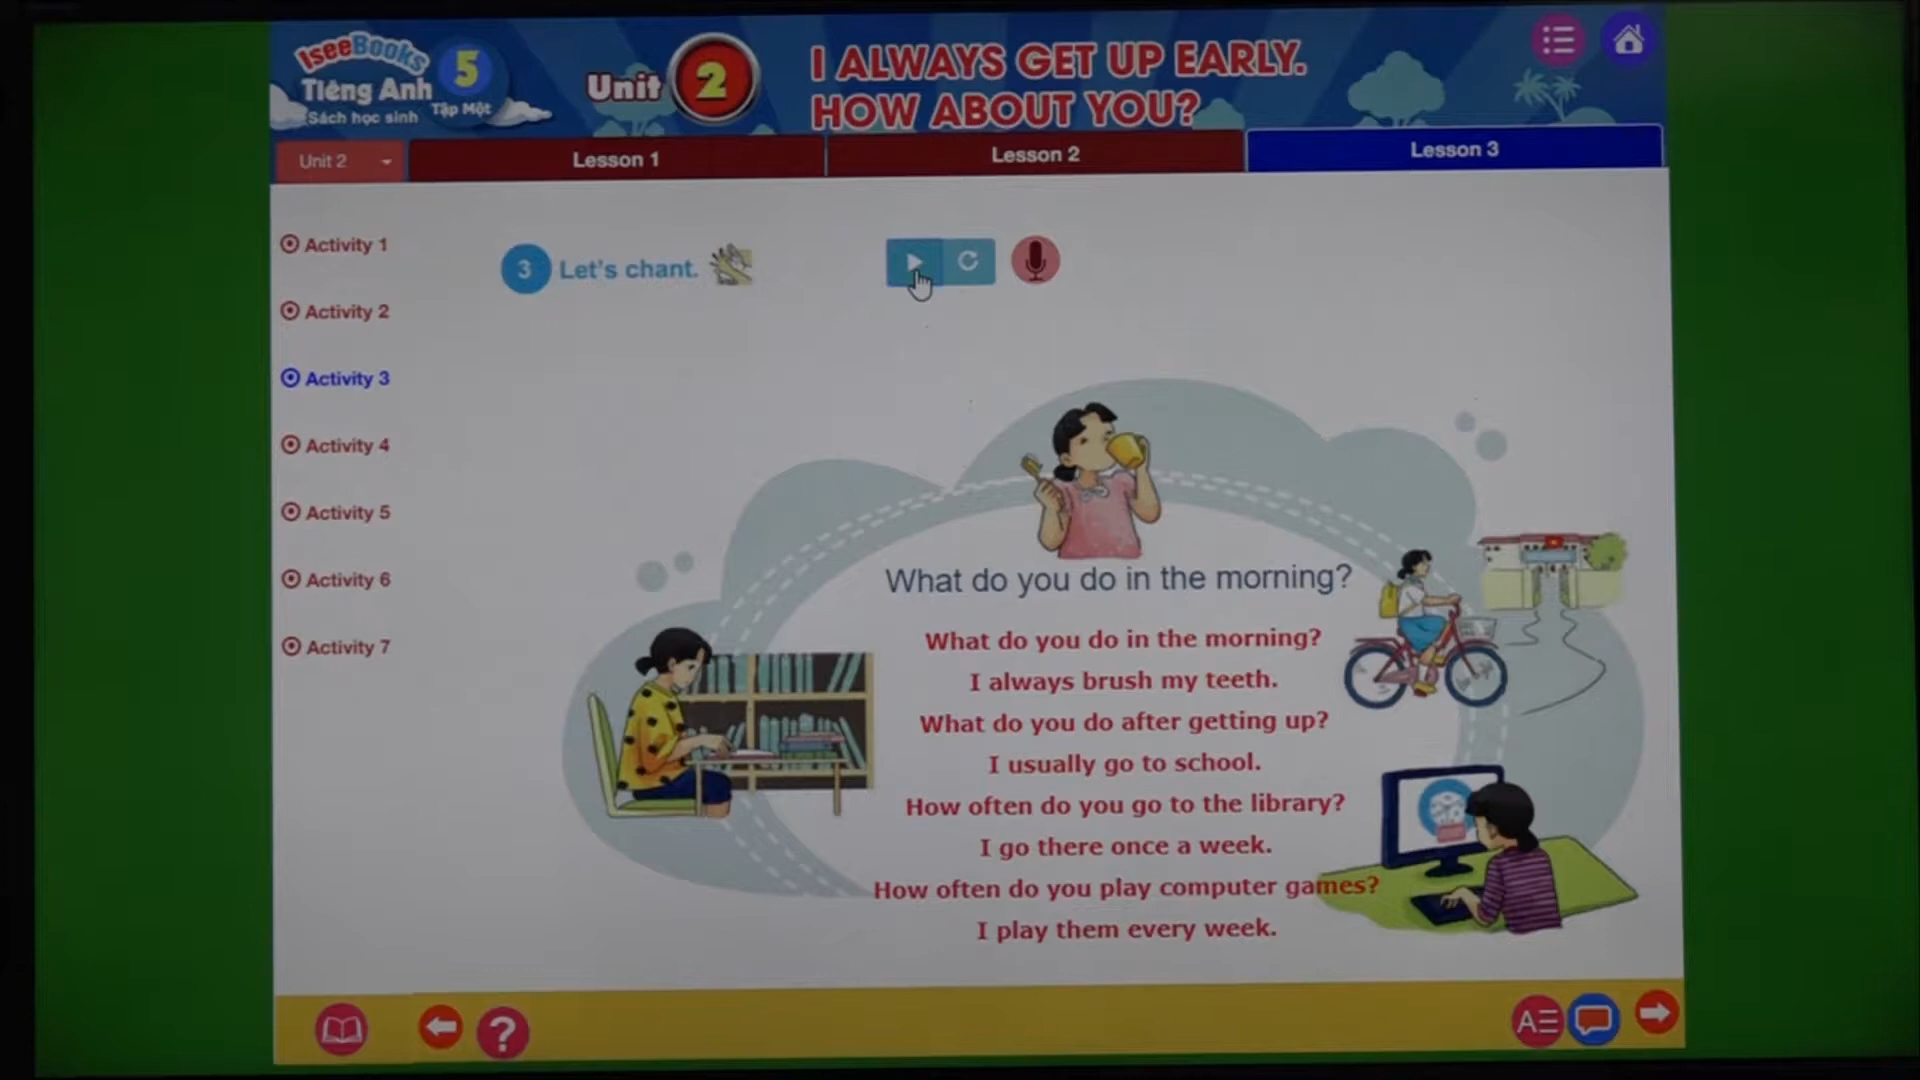 IseeBooks
Tiếng Anh 5
Sách học sinh Tập Một
Unit 2
I ALWAYS GET UP EARLY.
HOW ABOUT YOU?
Unit 2
Lesson 1
Lesson 2
Lesson 3
Activity 1
Activity 2
Activity 3
Activity 4
Activity 5
Activity 6
Activity 7
3 Let's chant.
What do you do in the morning?
What do you do in the morning?
I always brush my teeth.
What do you do after getting up?
I usually go to school.
How often do you go to the library?
I go there once a week.
How often do you play computer games?
I play them every week.
?
A